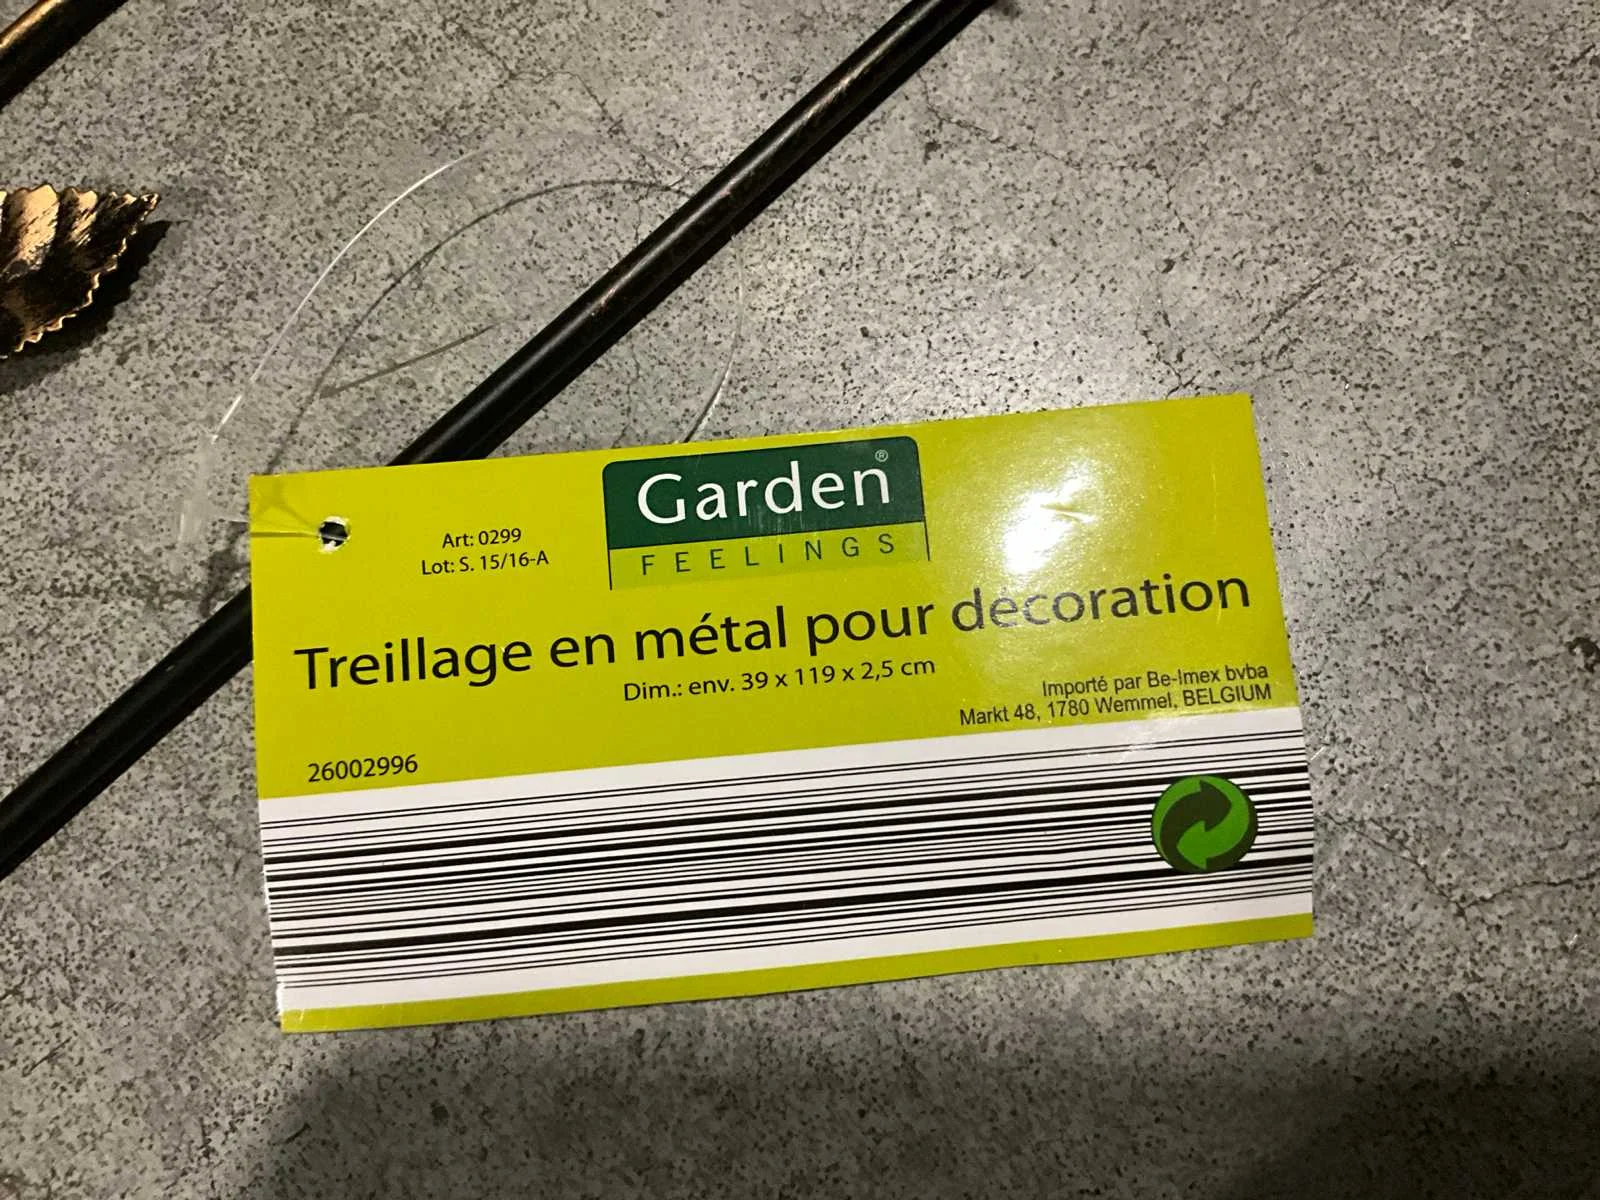 Art: 0299
Lot: S. 15/16-A
Garden®
FEELINGS
Treillage en métal pour décoration
Dim.: env. 39 x 119 x 2,5 cm
Importé par Be-Imex bvba
Markt 48, 1780 Wemmel, BELGIUM
26002996